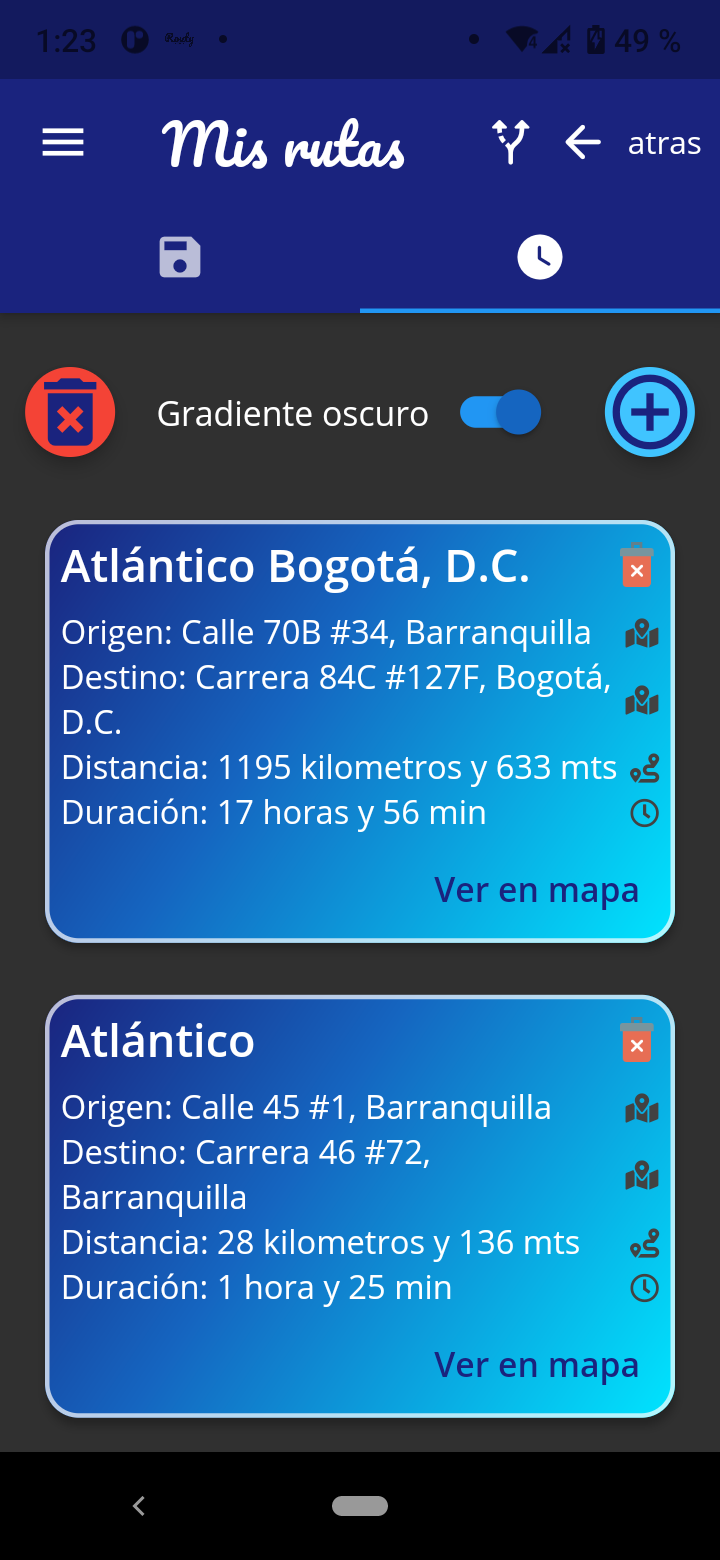 1:23
Rously
4
49 %
Mis rutas
atras
Gradiente oscuro
Atlántico Bogotá, D.C.
Origen: Calle 70B #34, Barranquilla
Destino: Carrera 84C #127F, Bogotá,
D.C.
Distancia: 1195 kilometros y 633 mts
Duración: 17 horas y 56 min
Ver en mapa
Atlántico
Origen: Calle 45 #1, Barranquilla
Destino: Carrera 46 #72,
Barranquilla
Distancia: 28 kilometros y 136 mts
Duración: 1 hora y 25 min
Ver en mapa